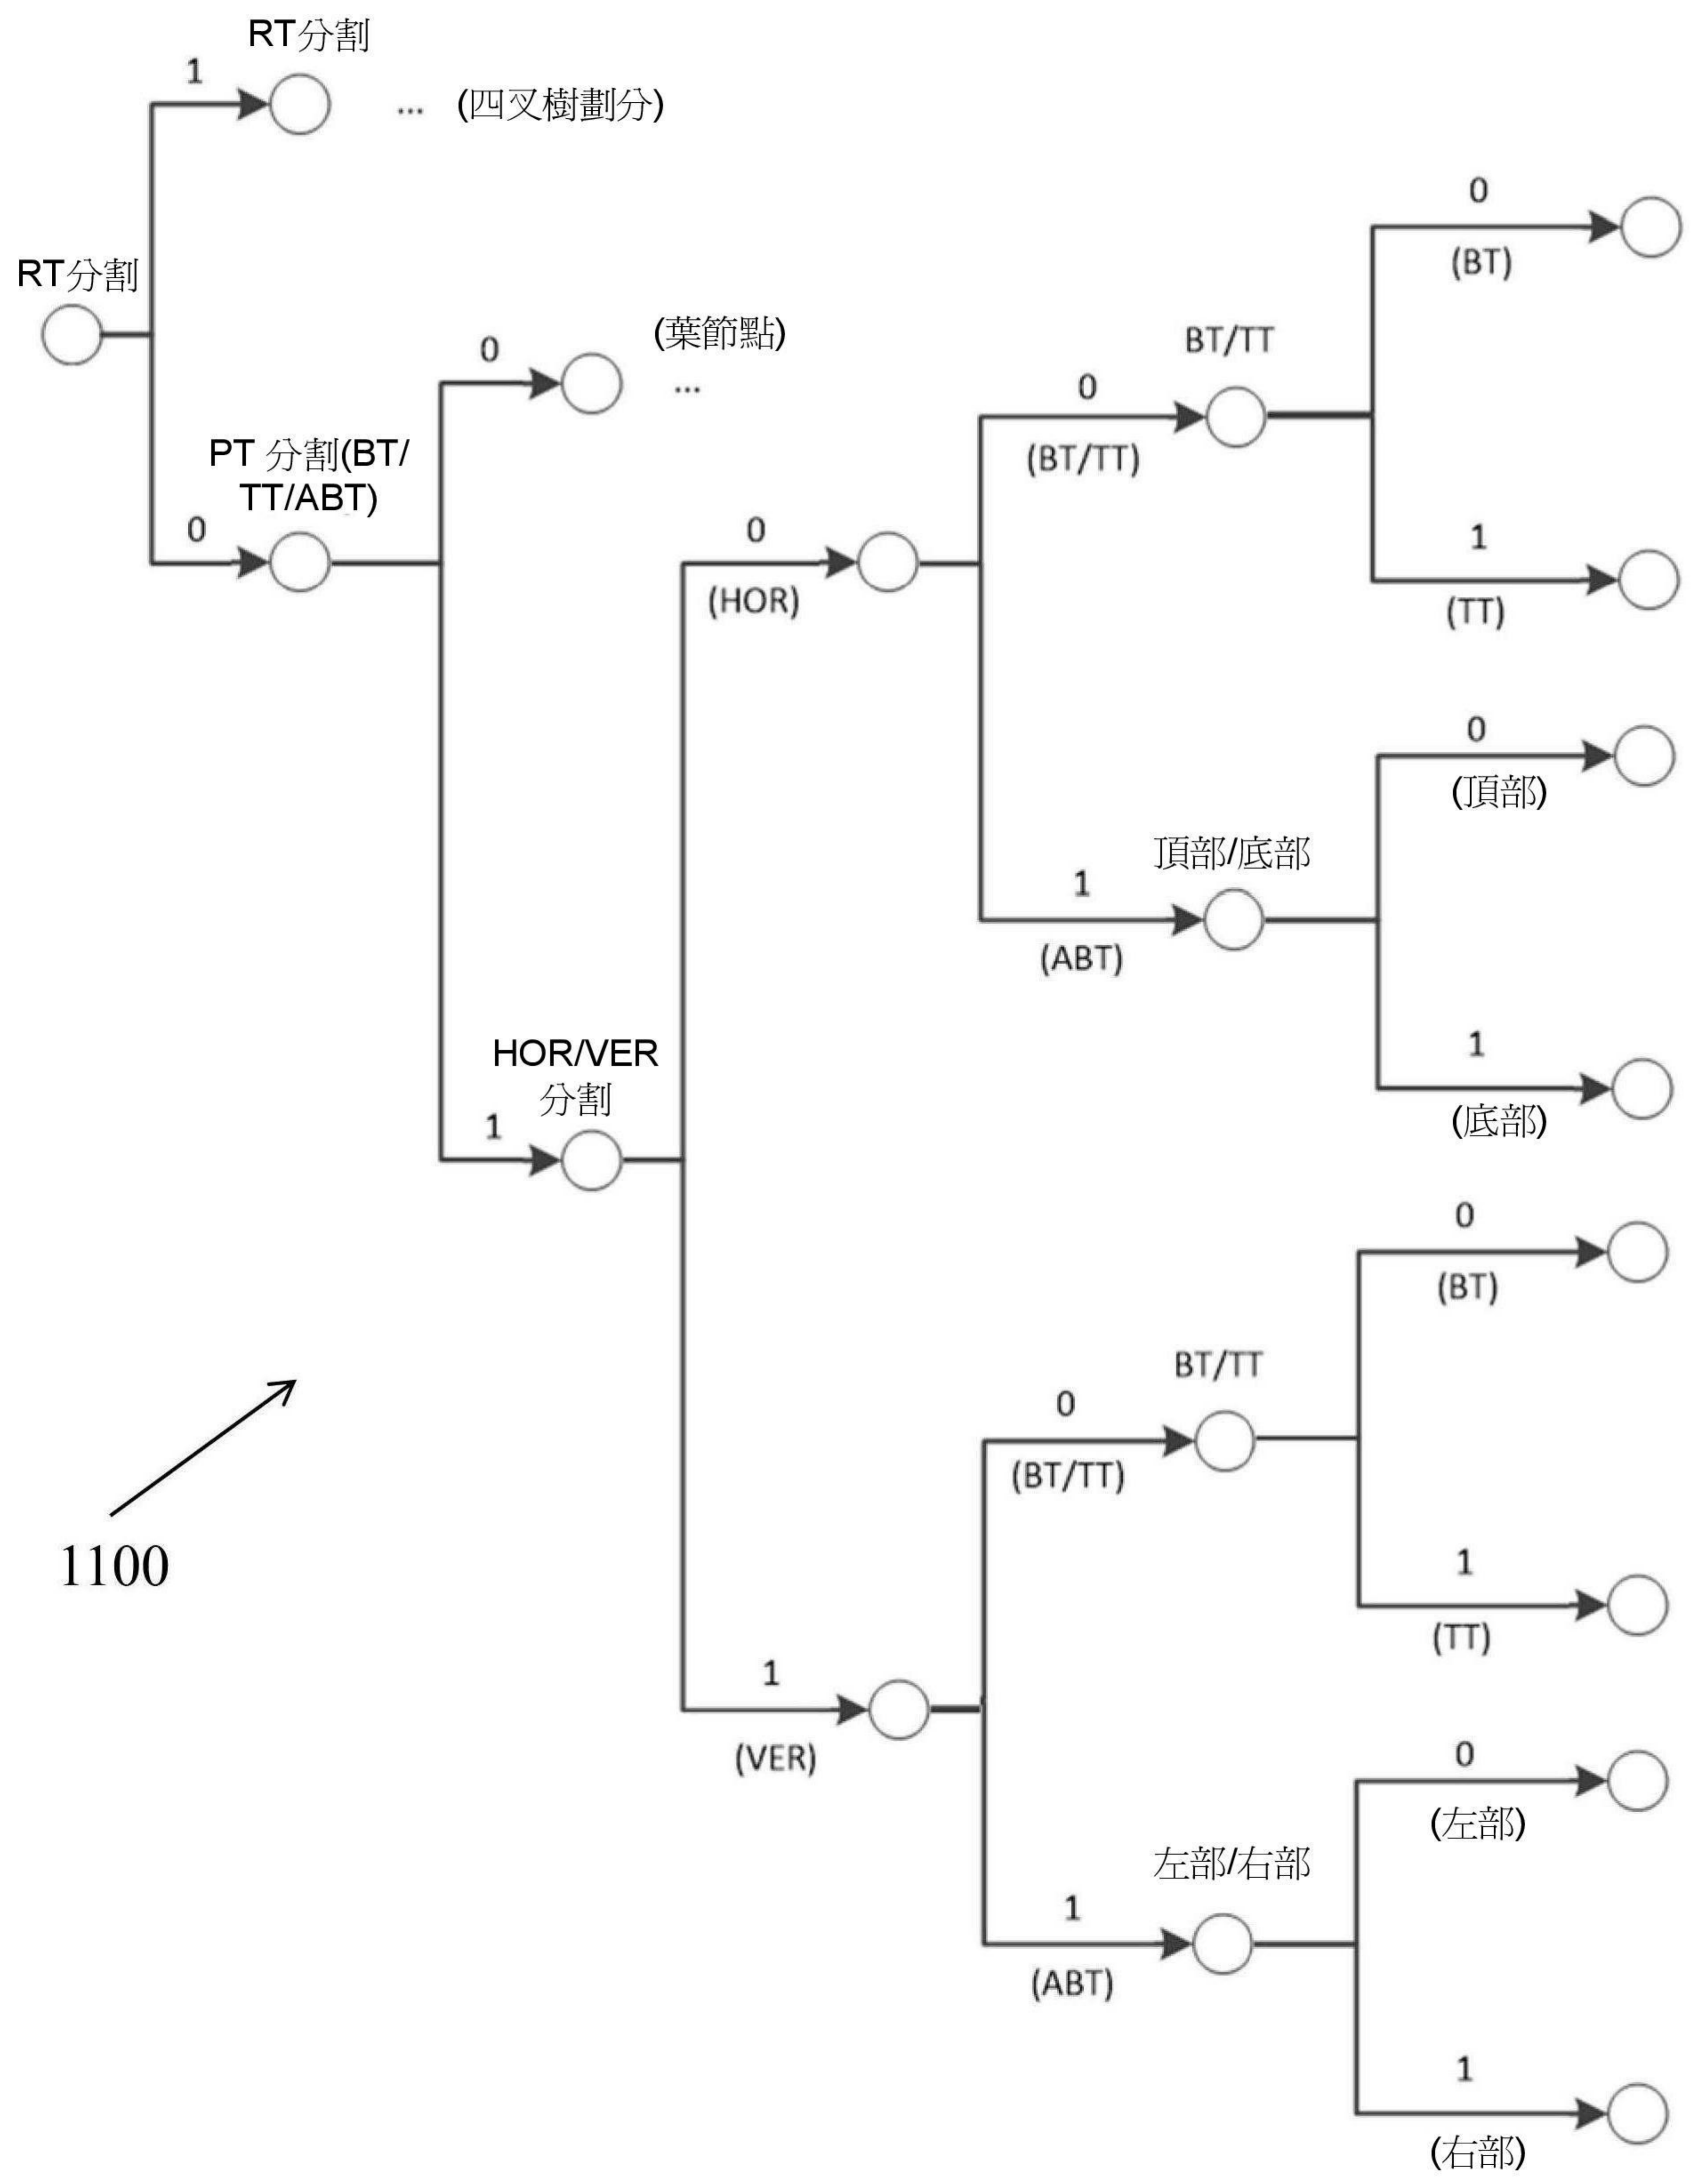 RT分割
1
... (四叉樹劃分)
RT分割
PT 分割(BT/
TT/ABT)
0
0
(葉節點)
...
HOR/VER
分割
1
0
(HOR)
0
(BT/TT)
BT/TT
0
(BT)
1
(TT)
1
(ABT)
頂部/底部
0
(頂部)
1
(底部)
1
(VER)
0
(BT/TT)
BT/TT
0
(BT)
1
(TT)
1
(ABT)
左部/右部
0
(左部)
1
(右部)
1100